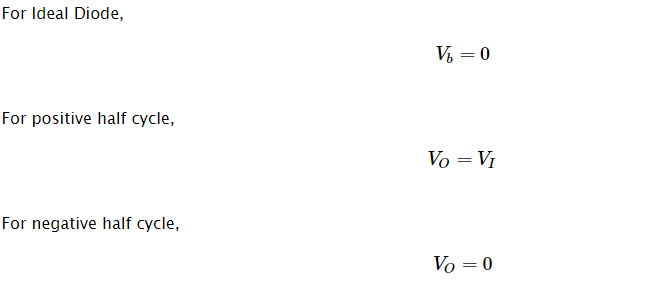 For Ideal Diode,
V_b = 0
For positive half cycle,
V_O = V_I
For negative half cycle,
V_O = 0